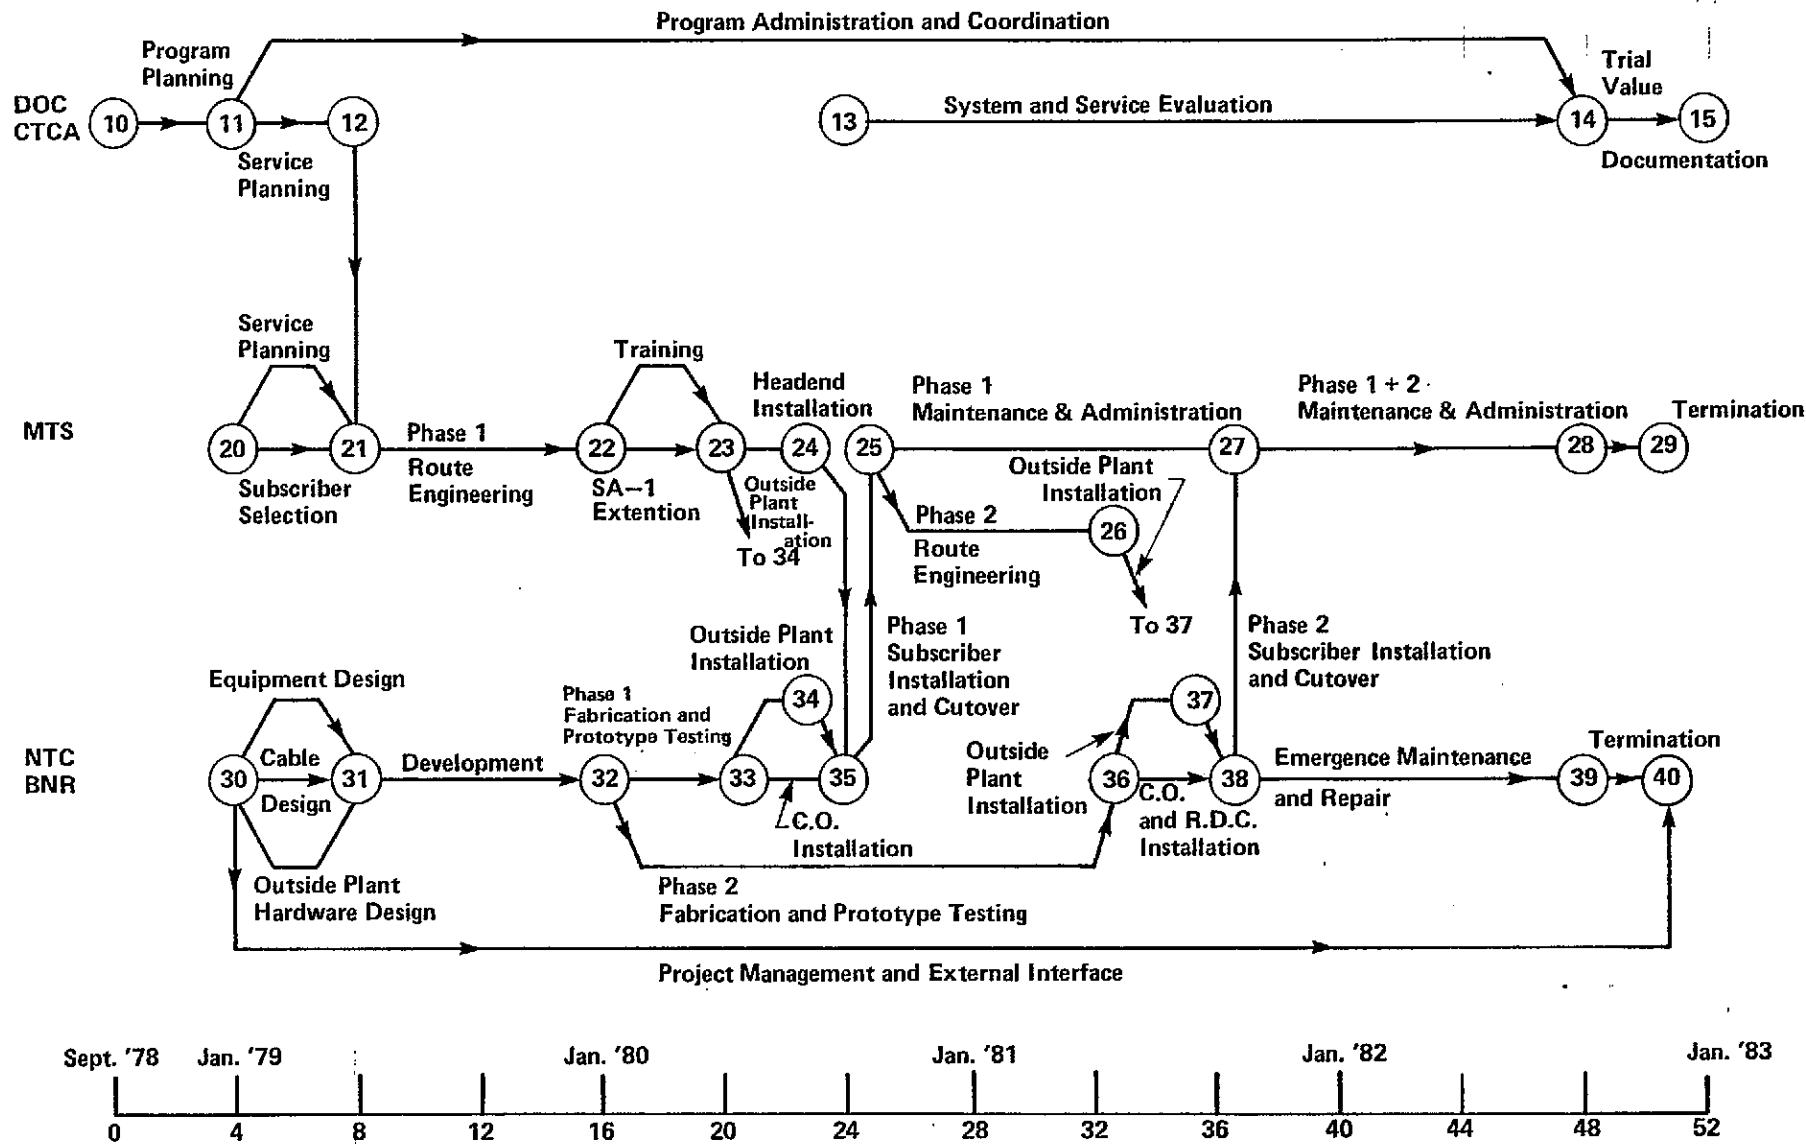 Program Administration and Coordination
Program
Planning
Trial
Value
DOC
CTCA
10
11
12
13
System and Service Evaluation
14
15
Service
Planning
Documentation
Service
Planning
Training
Headend
Installation
Phase 1
Maintenance & Administration
Phase 1 + 2
Maintenance & Administration
Termination
MTS
20
21
Phase 1
Route
Engineering
22
23
24
25
27
28
29
Subscriber
Selection
SA–1
Extention
Outside
Plant
Install-
ation
To 34
Outside Plant
Installation
Phase 2
Route
Engineering
26
To 37
Outside Plant
Installation
Phase 1
Subscriber
Installation
and Cutover
Phase 2
Subscriber Installation
and Cutover
Equipment Design
Phase 1
Fabrication and
Prototype Testing
34
37
NTC
BNR
30
Cable
Design
31
Development
32
33
35
Outside
Plant
Installation
36
38
Emergence Maintenance
and Repair
39
Termination
40
C.O.
Installation
C.O.
and R.D.C.
Installation
Outside Plant
Hardware Design
Phase 2
Fabrication and Prototype Testing
Project Management and External Interface
Sept. '78 Jan. '79 Jan. '80 Jan. '81 Jan. '82 Jan. '83
0 4 8 12 16 20 24 28 32 36 40 44 48 52